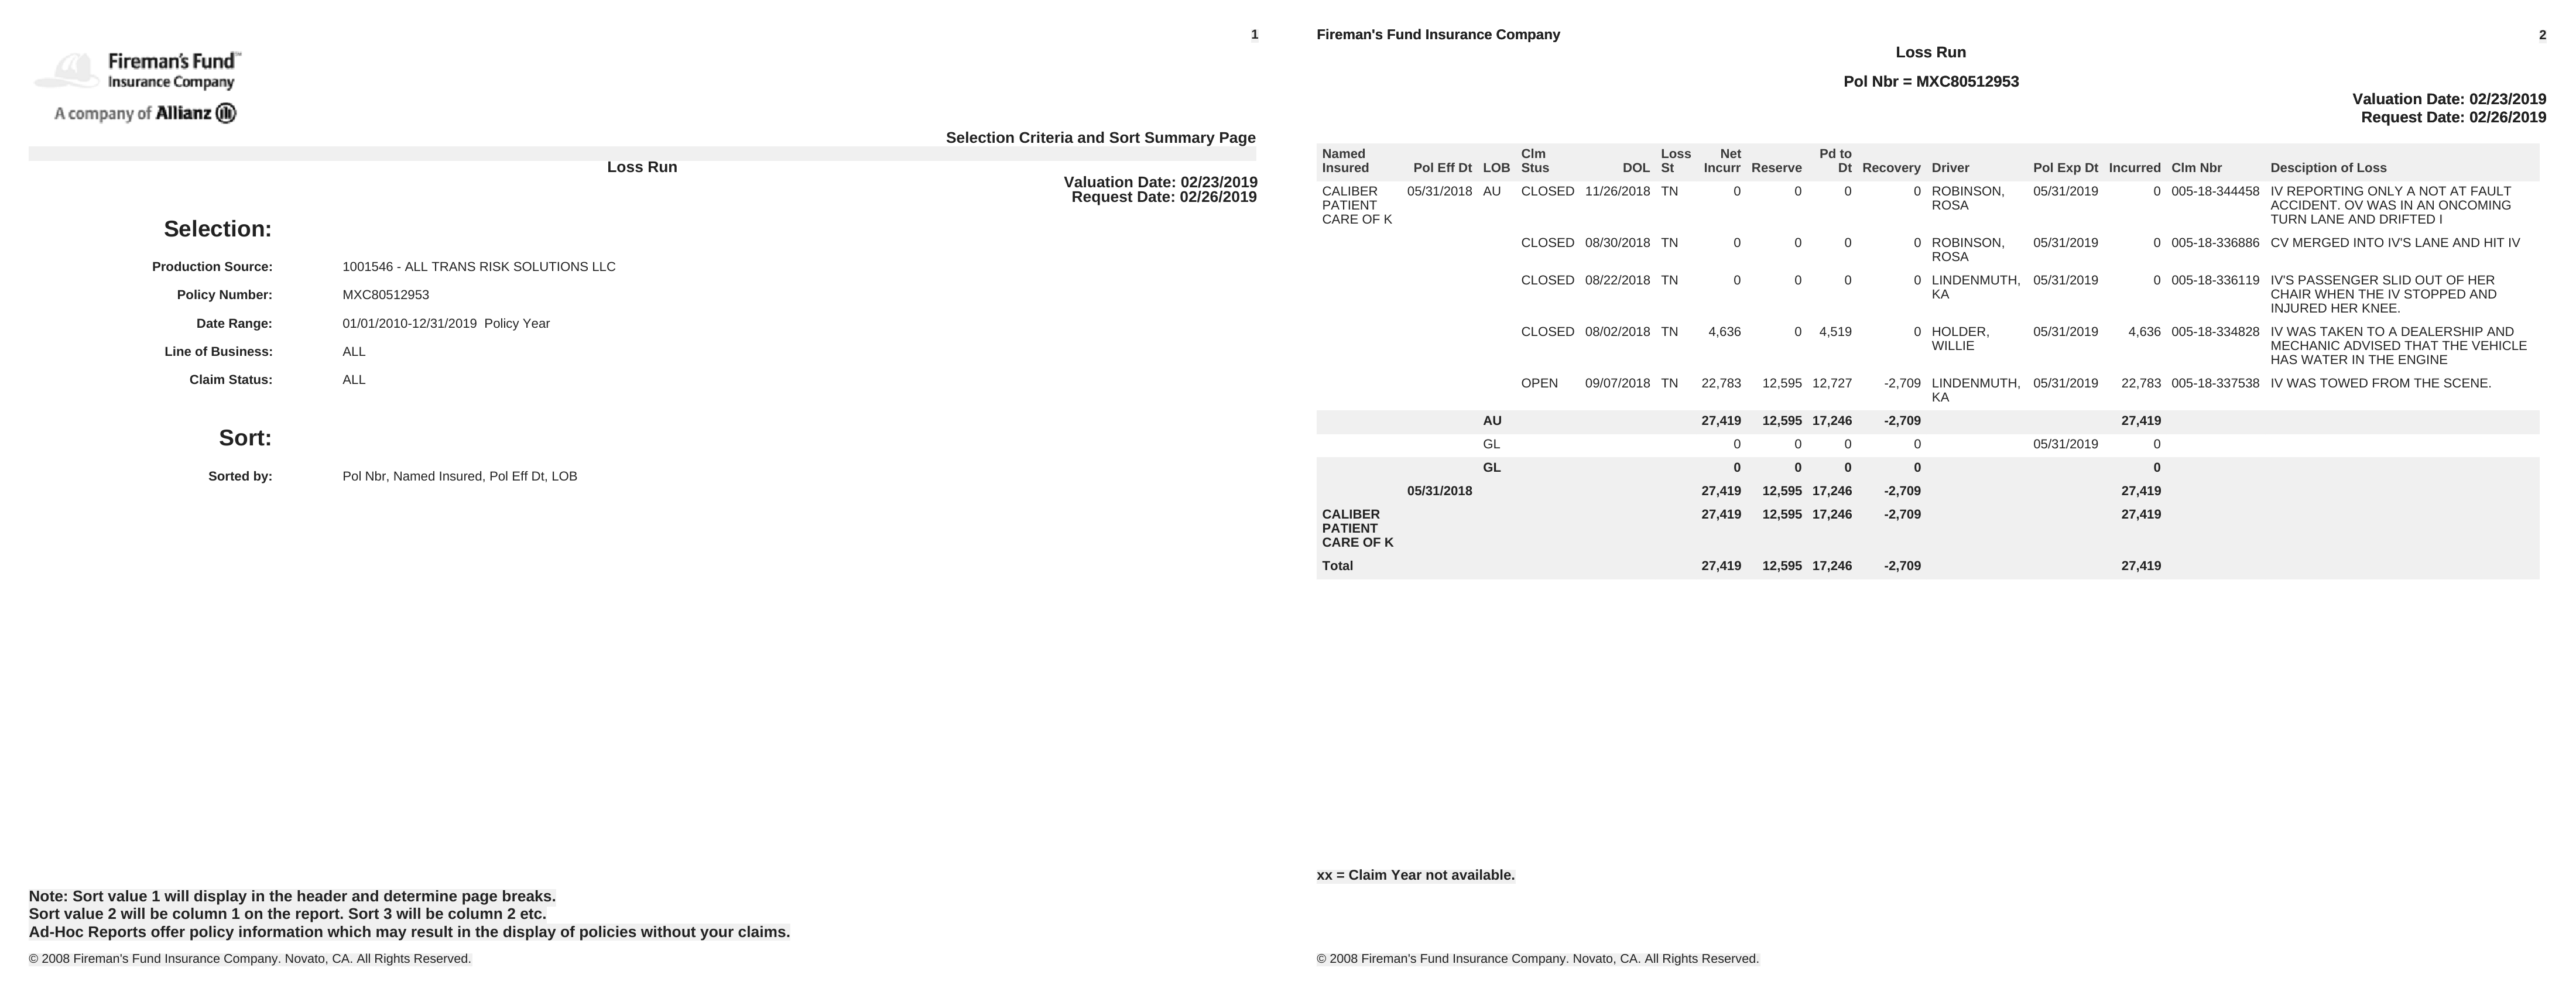 1
Fireman's Fund™
Insurance Company
A company of Allianz
Selection Criteria and Sort Summary Page
Loss Run
Valuation Date: 02/23/2019
Request Date: 02/26/2019
Selection:
Production Source: 1001546 - ALL TRANS RISK SOLUTIONS LLC
Policy Number: MXC80512953
Date Range: 01/01/2010-12/31/2019 Policy Year
Line of Business: ALL
Claim Status: ALL
Sort:
Sorted by: Pol Nbr, Named Insured, Pol Eff Dt, LOB
Note: Sort value 1 will display in the header and determine page breaks.
Sort value 2 will be column 1 on the report. Sort 3 will be column 2 etc.
Ad-Hoc Reports offer policy information which may result in the display of policies without your claims.
© 2008 Fireman's Fund Insurance Company. Novato, CA. All Rights Reserved.
Fireman's Fund Insurance Company 2
Loss Run
Pol Nbr = MXC80512953
Valuation Date: 02/23/2019
Request Date: 02/26/2019
Named Clm Loss Net Pd to
Insured Pol Eff Dt LOB Stus DOL St Incurr Reserve Dt Recovery Driver Pol Exp Dt Incurred Clm Nbr Desciption of Loss
CALIBER 05/31/2018 AU CLOSED 11/26/2018 TN 0 0 0 0 ROBINSON, 05/31/2019 0 005-18-344458 IV REPORTING ONLY A NOT AT FAULT
PATIENT ROSA ACCIDENT. OV WAS IN AN ONCOMING
CARE OF K TURN LANE AND DRIFTED I
CLOSED 08/30/2018 TN 0 0 0 0 ROBINSON, 05/31/2019 0 005-18-336886 CV MERGED INTO IV'S LANE AND HIT IV
ROSA
CLOSED 08/22/2018 TN 0 0 0 0 LINDENMUTH, 05/31/2019 0 005-18-336119 IV'S PASSENGER SLID OUT OF HER
KA CHAIR WHEN THE IV STOPPED AND
INJURED HER KNEE.
CLOSED 08/02/2018 TN 4,636 0 4,519 0 HOLDER, 05/31/2019 4,636 005-18-334828 IV WAS TAKEN TO A DEALERSHIP AND
WILLIE MECHANIC ADVISED THAT THE VEHICLE
HAS WATER IN THE ENGINE
OPEN 09/07/2018 TN 22,783 12,595 12,727 -2,709 LINDENMUTH, 05/31/2019 22,783 005-18-337538 IV WAS TOWED FROM THE SCENE.
KA
AU 27,419 12,595 17,246 -2,709 27,419
GL 0 0 0 0 05/31/2019 0
GL 0 0 0 0 0
05/31/2018 27,419 12,595 17,246 -2,709 27,419
CALIBER 27,419 12,595 17,246 -2,709 27,419
PATIENT
CARE OF K
Total 27,419 12,595 17,246 -2,709 27,419
xx = Claim Year not available.
© 2008 Fireman's Fund Insurance Company. Novato, CA. All Rights Reserved.